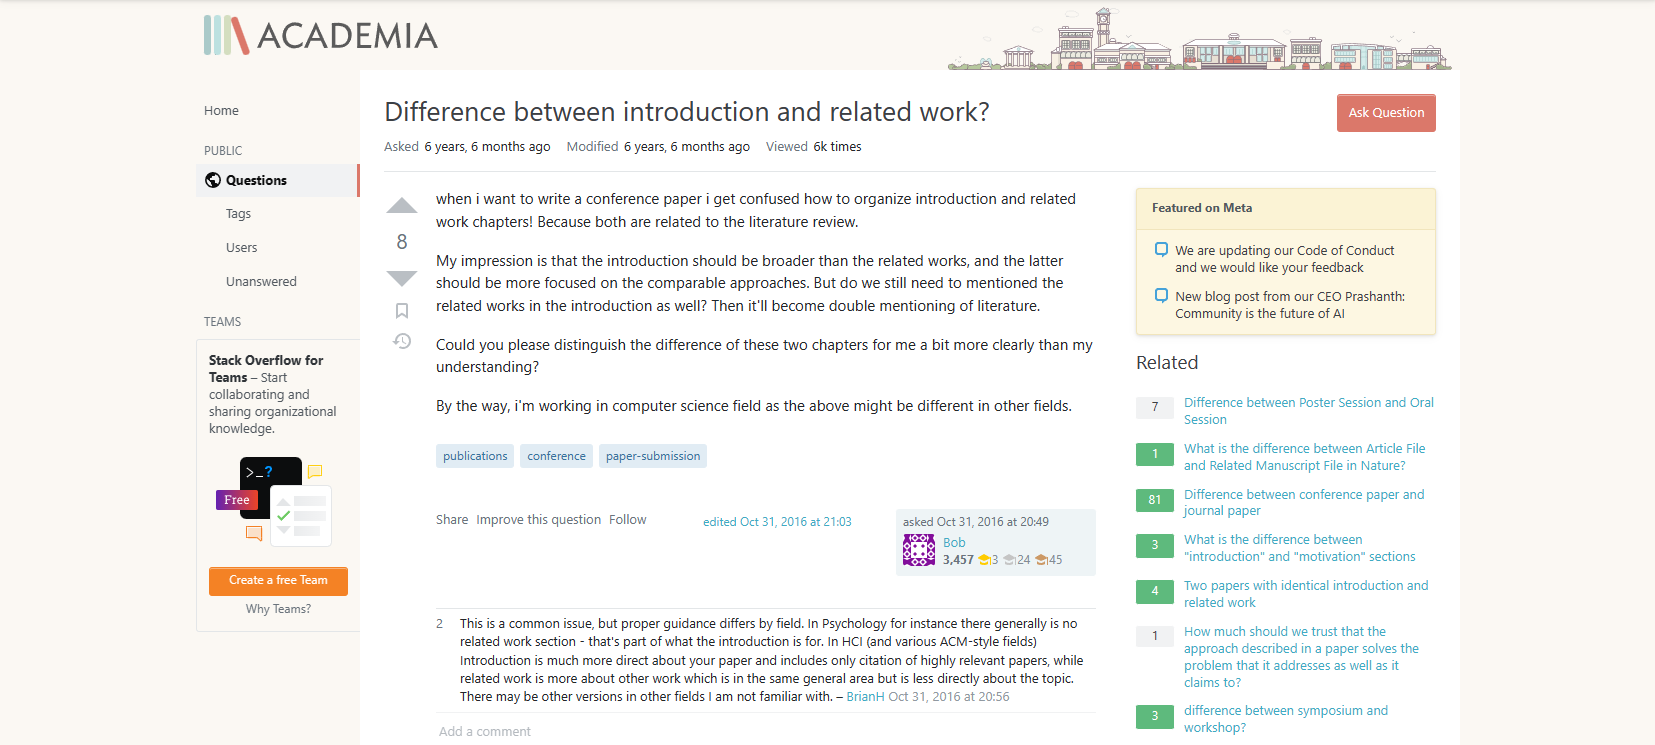 ACADEMIA
Home
PUBLIC
Questions
Tags
Users
Unanswered
TEAMS
Stack Overflow for
Teams – Start
collaborating and
sharing organizational
knowledge.
>_?
Free
Create a free Team
Why Teams?
Difference between introduction and related work?
Ask Question
Asked 6 years, 6 months ago Modified 6 years, 6 months ago Viewed 6k times
8
when i want to write a conference paper i get confused how to organize introduction and related
work chapters! Because both are related to the literature review.
My impression is that the introduction should be broader than the related works, and the latter
should be more focused on the comparable approaches. But do we still need to mentioned the
related works in the introduction as well? Then it'll become double mentioning of literature.
Could you please distinguish the difference of these two chapters for me a bit more clearly than my
understanding?
By the way, i'm working in computer science field as the above might be different in other fields.
publications conference paper-submission
Share Improve this question Follow
edited Oct 31, 2016 at 21:03
asked Oct 31, 2016 at 20:49
Bob
3,457 3 24 45
2
This is a common issue, but proper guidance differs by field. In Psychology for instance there generally is no
related work section - that's part of what the introduction is for. In HCI (and various ACM-style fields)
Introduction is much more direct about your paper and includes only citation of highly relevant papers, while
related work is more about other work which is in the same general area but is less directly about the topic.
There may be other versions in other fields I am not familiar with. – BrianH Oct 31, 2016 at 20:56
Add a comment
Featured on Meta
We are updating our Code of Conduct
and we would like your feedback
New blog post from our CEO Prashanth:
Community is the future of AI
Related
7 Difference between Poster Session and Oral
Session
1 What is the difference between Article File
and Related Manuscript File in Nature?
81 Difference between conference paper and
journal paper
3 What is the difference between
"introduction" and "motivation" sections
4 Two papers with identical introduction and
related work
1 How much should we trust that the
approach described in a paper solves the
problem that it addresses as well as it
claims to?
3 difference between symposium and
workshop?